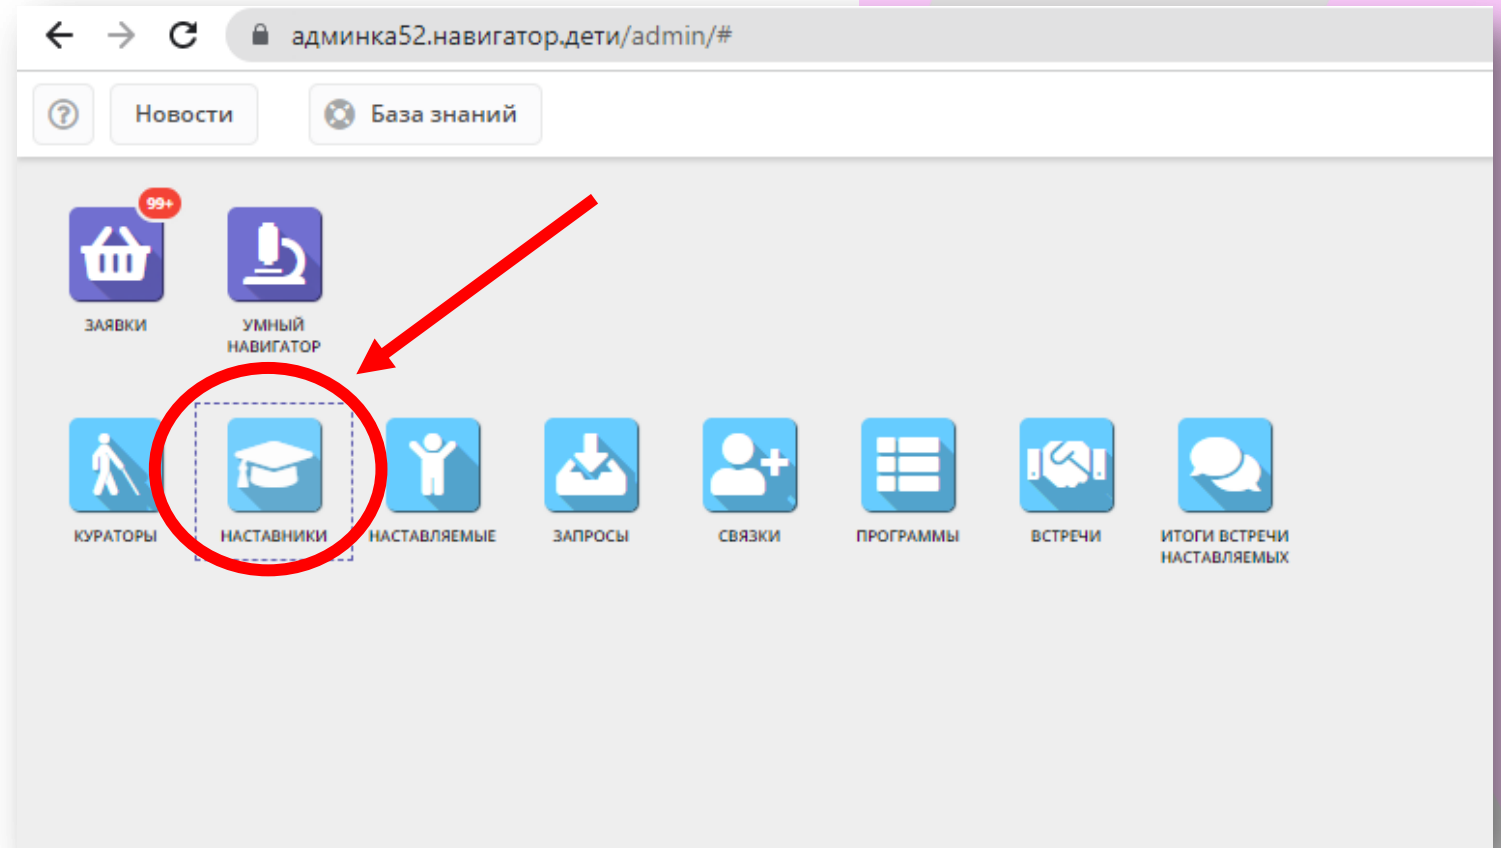 админка52.навигатор.дети/admin/#
Новости
База знаний
99+
ЗАЯВКИ
УМНЫЙ
НАВИГАТОР
КУРАТОРЫ
НАСТАВНИКИ
НАСТАВЛЯЕМЫЕ
ЗАПРОСЫ
СВЯЗКИ
ПРОГРАММЫ
ВСТРЕЧИ
ИТОГИ ВСТРЕЧИ
НАСТАВЛЯЕМЫХ